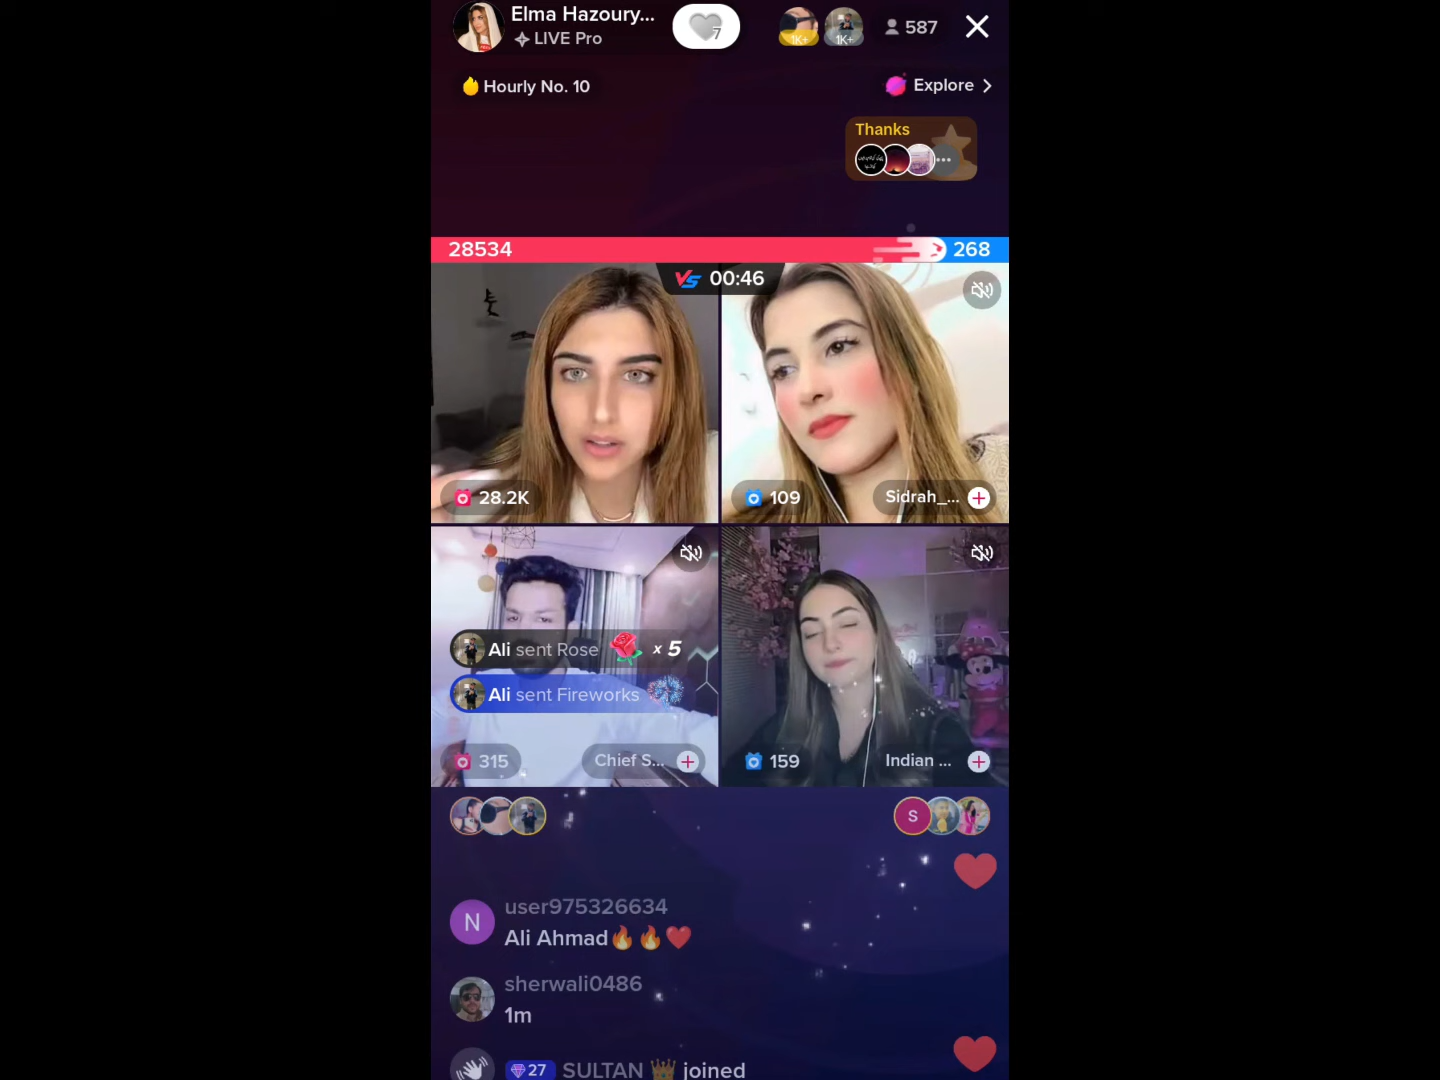 Elma Hazoury...
LIVE Pro
7
1K+
1K+
587
Hourly No. 10
Explore
Thanks
28534
268
VS 00:46
28.2K
109
Sidrah_...
Ali sent Rose x 5
Ali sent Fireworks
315
Chief S...
159
Indian ...
S
user975326634
N
Ali Ahmad🔥🔥❤️
sherwali0486
1m
27 SULTAN 👑 joined